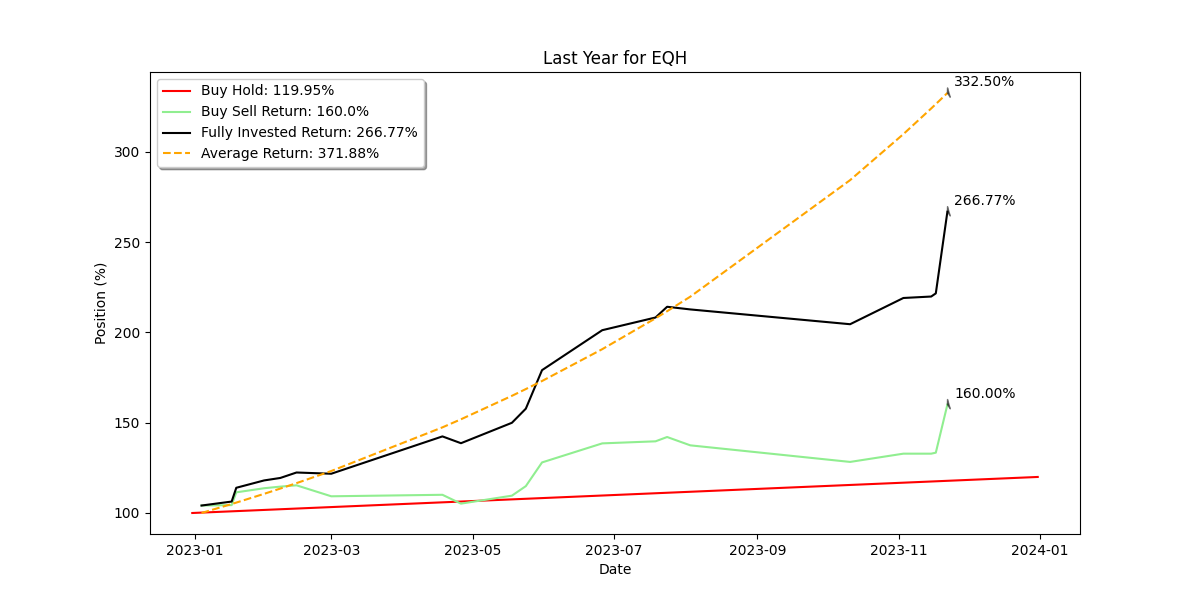 Last Year for EQH
Buy Hold: 119.95%
Buy Sell Return: 160.0%
Fully Invested Return: 266.77%
Average Return: 371.88%
332.50%
266.77%
160.00%
Position (%)
300
250
200
150
100
2023-01 2023-03 2023-05 2023-07 2023-09 2023-11 2024-01
Date